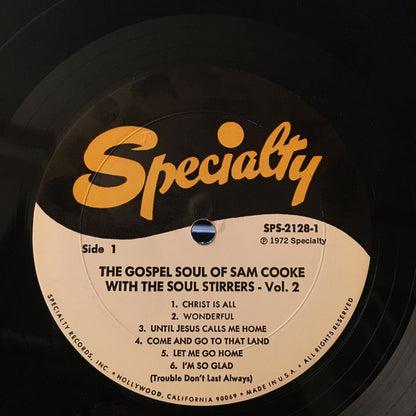 Specialty
SPS-2128-1
Side 1
℗ 1972 Specialty
THE GOSPEL SOUL OF SAM COOKE
WITH THE SOUL STIRRERS - Vol. 2
1. CHRIST IS ALL
2. WONDERFUL
3. UNTIL JESUS CALLS ME HOME
4. COME AND GO TO THAT LAND
5. LET ME GO HOME
6. I'M SO GLAD
(Trouble Don't Last Always)
SPECIALTY RECORDS, INC. • HOLLYWOOD, CALIFORNIA 90069 • MADE IN U.S.A. • ALL RIGHTS RESERVED